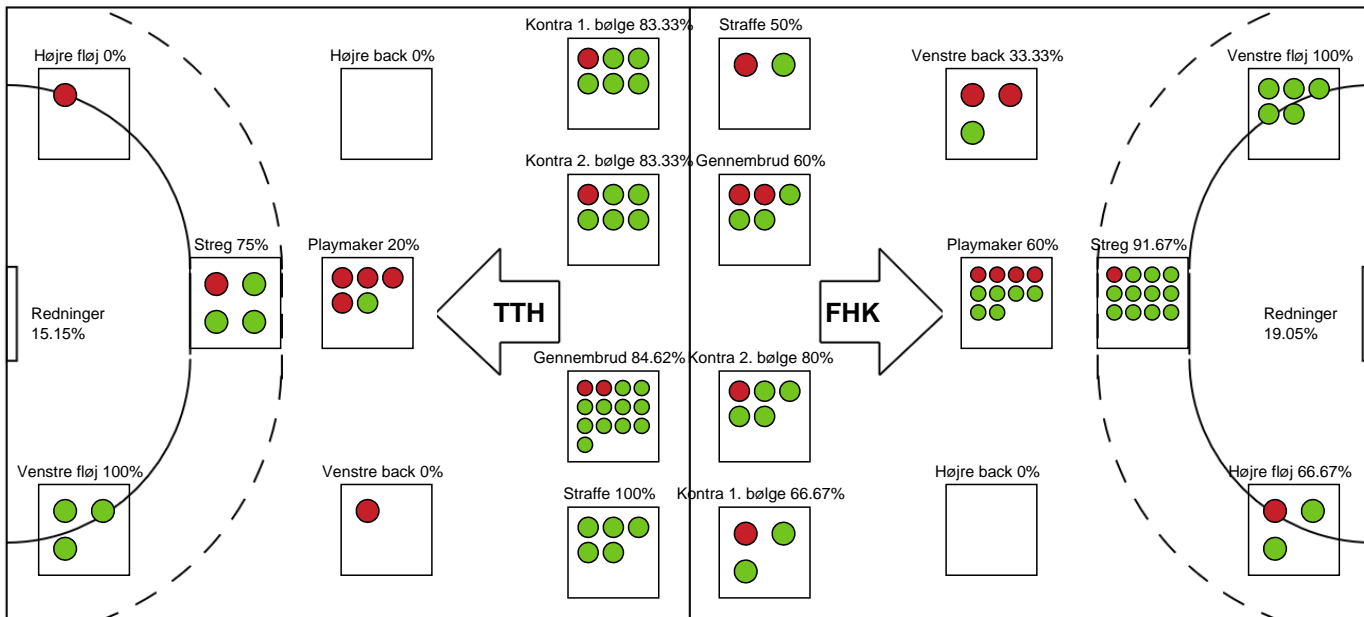 Kontra 1. bølge 83.33%
Straffe 50%
Højre fløj 0%
Højre back 0%
Venstre back 33.33%
Venstre fløj 100%
Kontra 2. bølge 83.33%
Gennembrud 60%
Streg 75%
Playmaker 20%
Playmaker 60%
Streg 91.67%
Redninger
15.15%
TTH
FHK
Redninger
19.05%
Gennembrud 84.62%
Kontra 2. bølge 80%
Venstre fløj 100%
Venstre back 0%
Højre back 0%
Højre fløj 66.67%
Straffe 100%
Kontra 1. bølge 66.67%